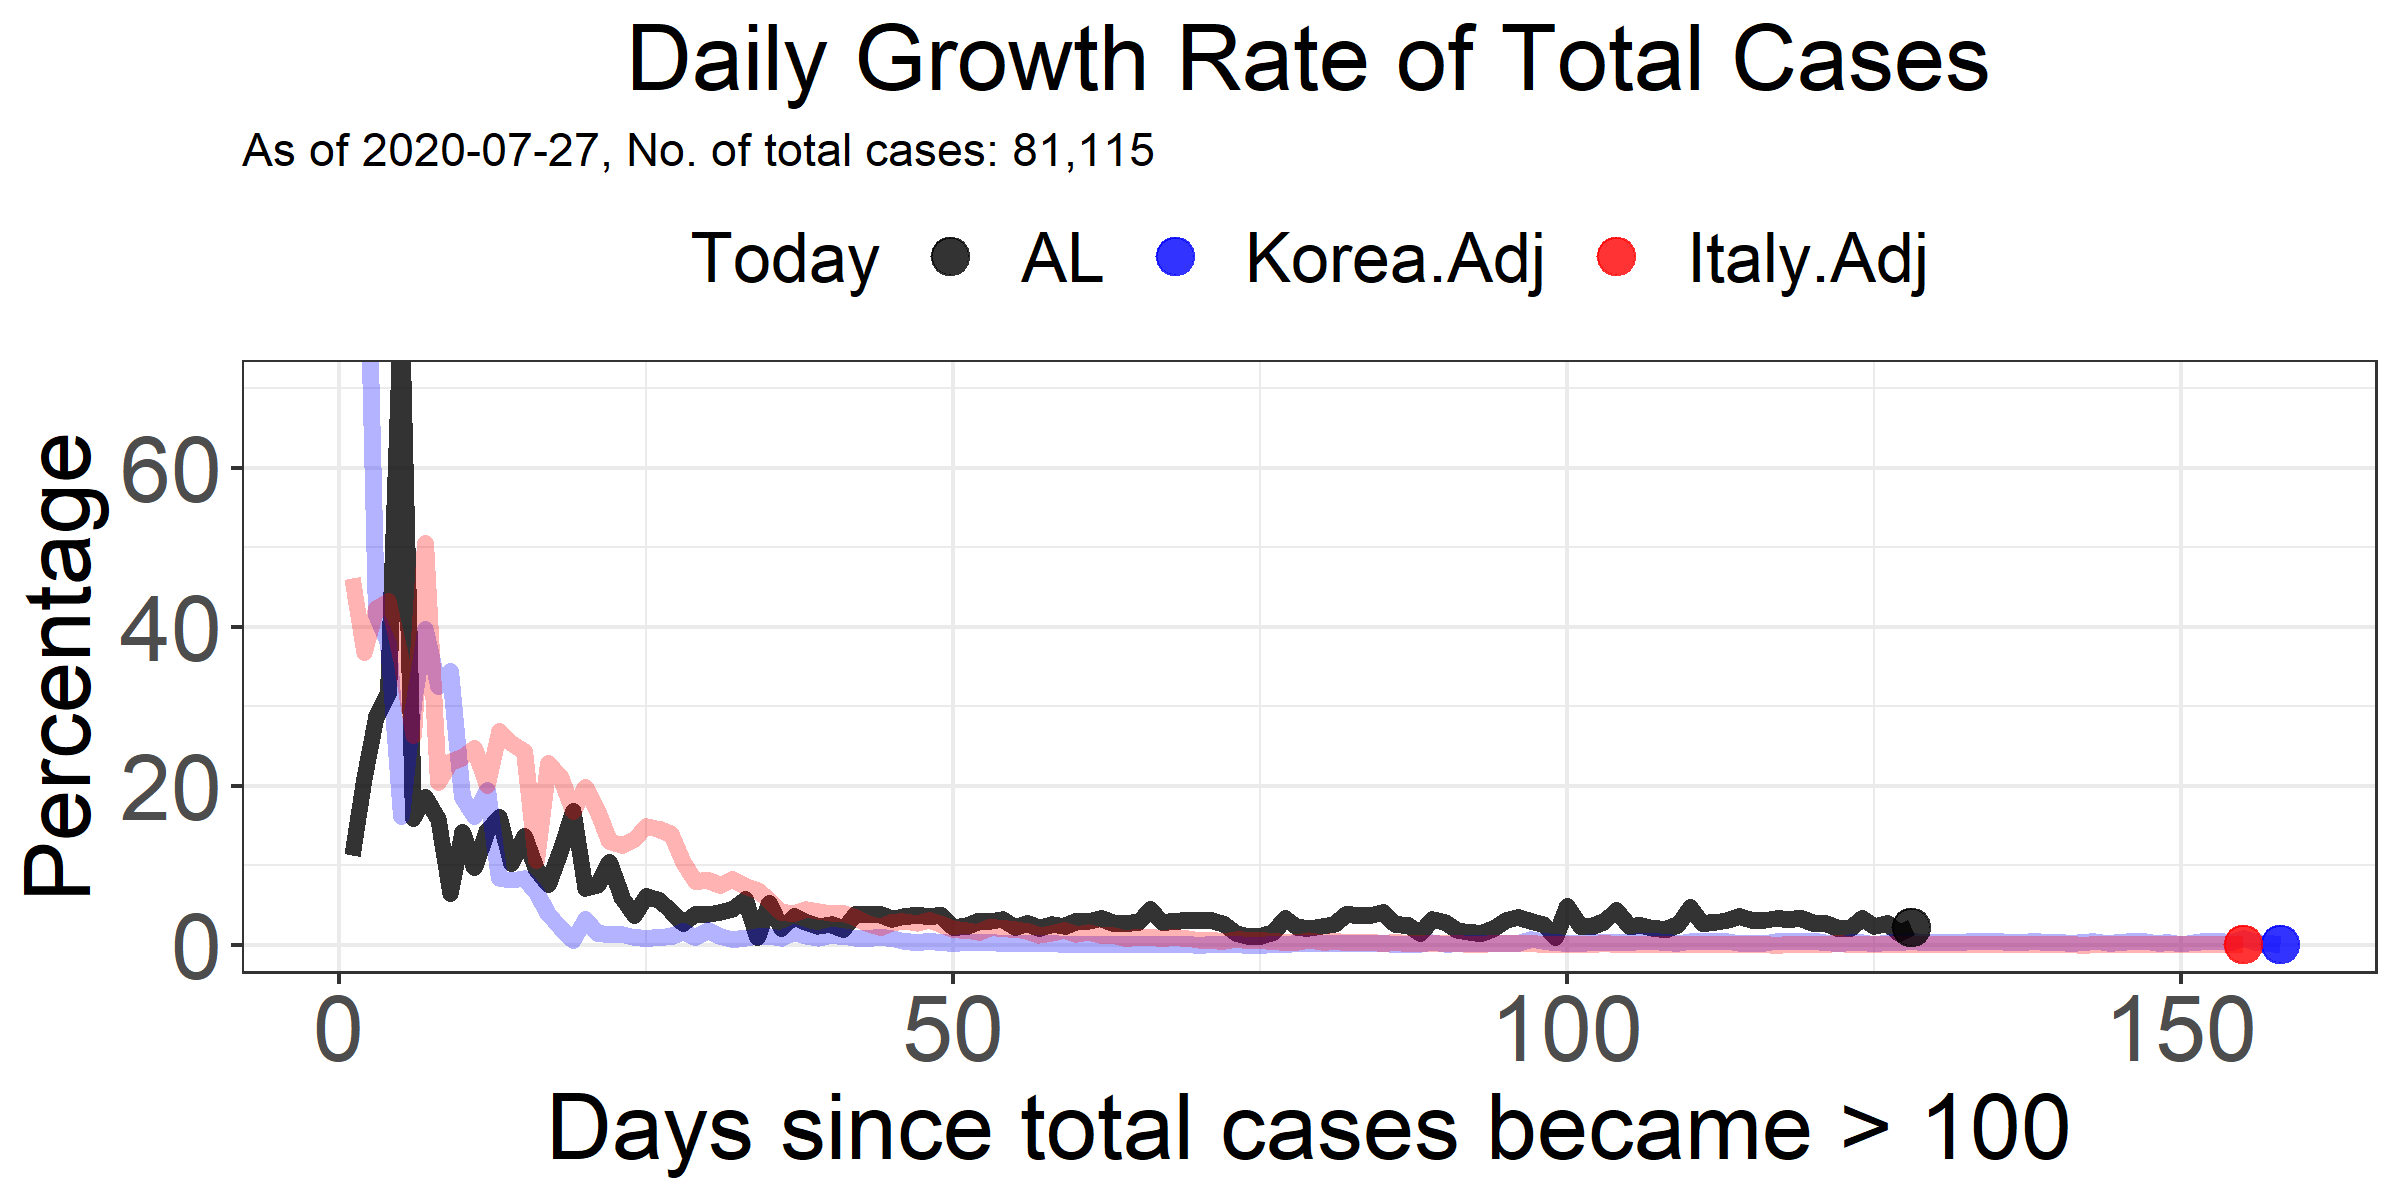 Daily Growth Rate of Total Cases
As of 2020-07-27, No. of total cases: 81,115
Today AL Korea.Adj Italy.Adj
Percentage
60
40
20
0
0 50 100 150
Days since total cases became > 100